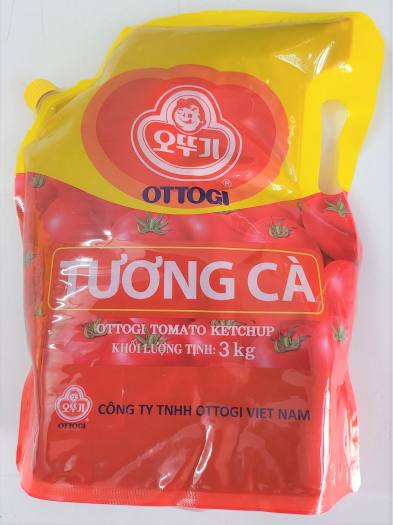 오뚜기
OTTOGI ®
TƯƠNG CÀ
OTTOGI TOMATO KETCHUP
KHỐI LƯỢNG TỊNH: 3 kg
오뚜기
OTTOGI
CÔNG TY TNHH OTTOGI VIET NAM